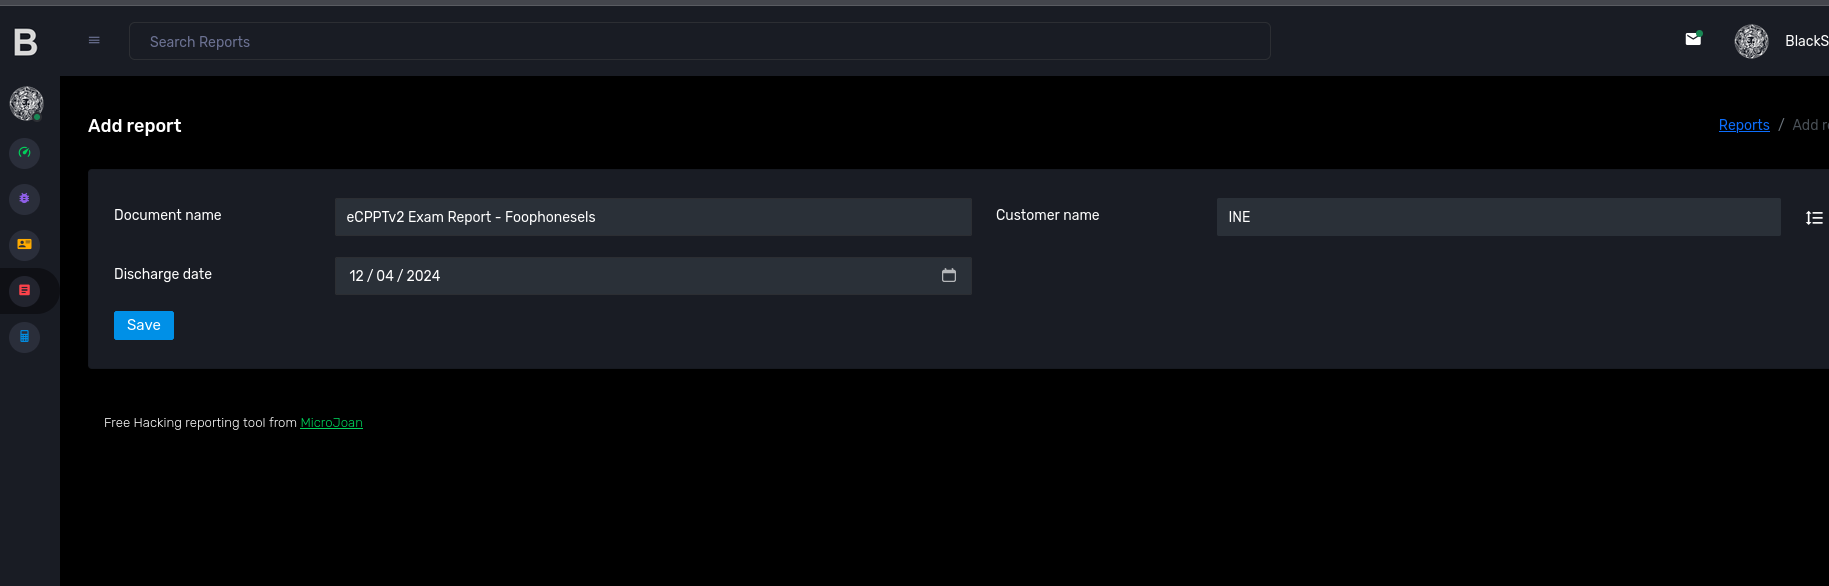 B
Search Reports
BlackS
Add report
Reports / Add r
Document name
eCPPTv2 Exam Report - Foophonesels
Customer name
INE
Discharge date
12 / 04 / 2024
Save
Free Hacking reporting tool from MicroJoan